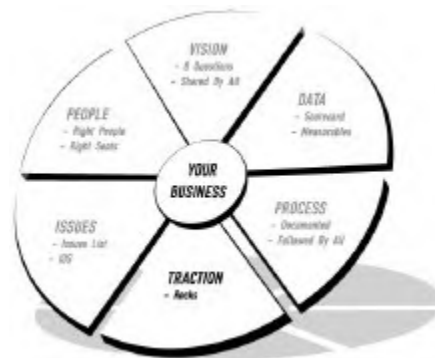 VISION
- 8 Questions
- Shared By All
DATA
- Scorecard
- Measurables
PEOPLE
- Right People
- Right Seats
YOUR
BUSINESS
PROCESS
- Documented
- Followed By All
ISSUES
- Issues List
- IDS
TRACTION
- Rocks